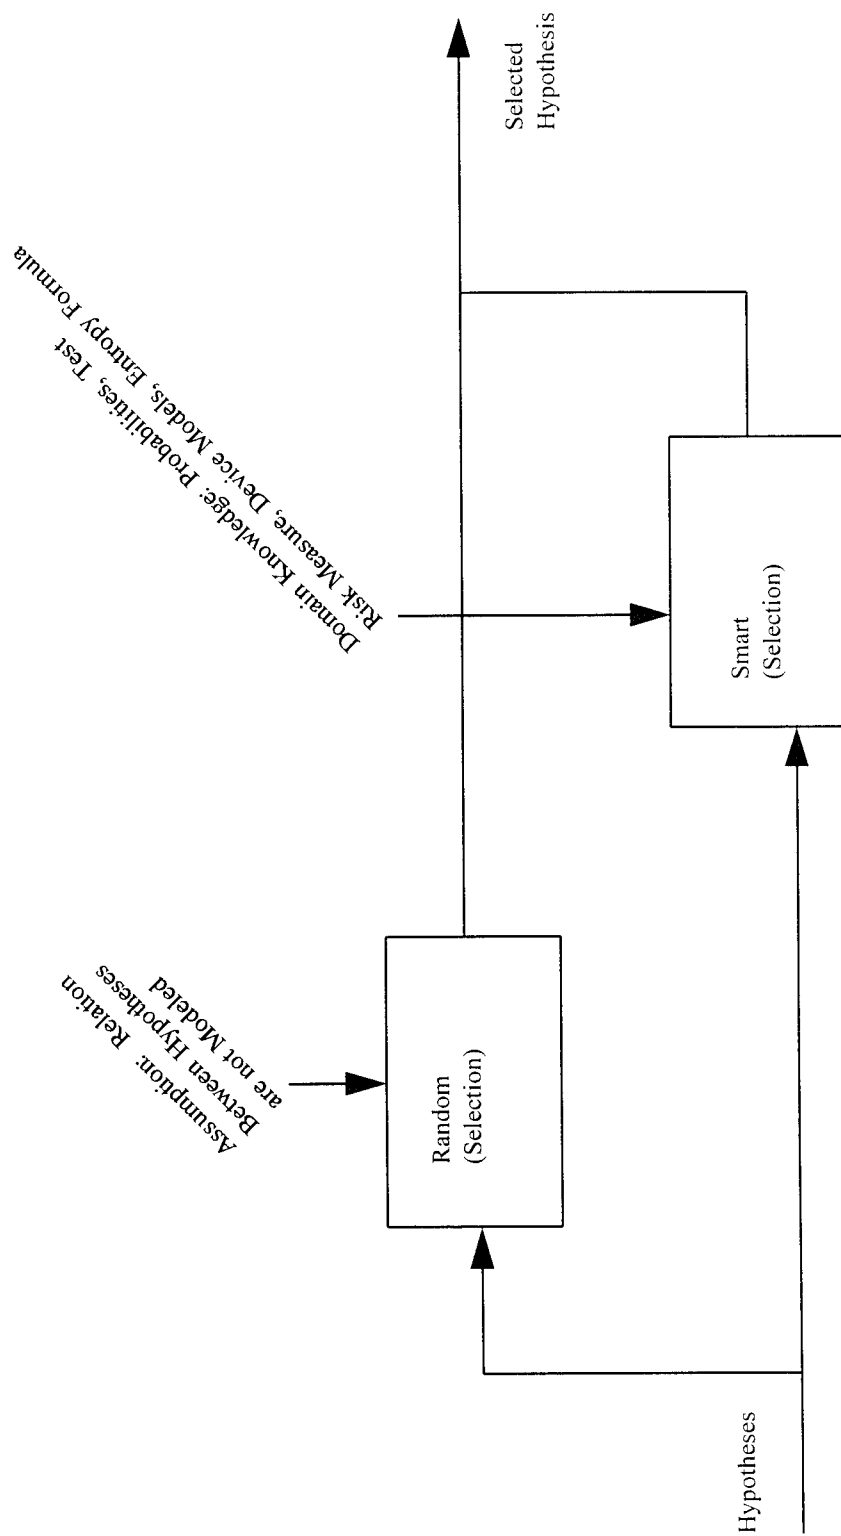 Assumption: Relation
Between Hypotheses
are not Modeled
Domain Knowledge: Probabilities, Test
Risk Measure, Device Models, Entropy Formula
Hypotheses
Random
(Selection)
Smart
(Selection)
Selected
Hypothesis